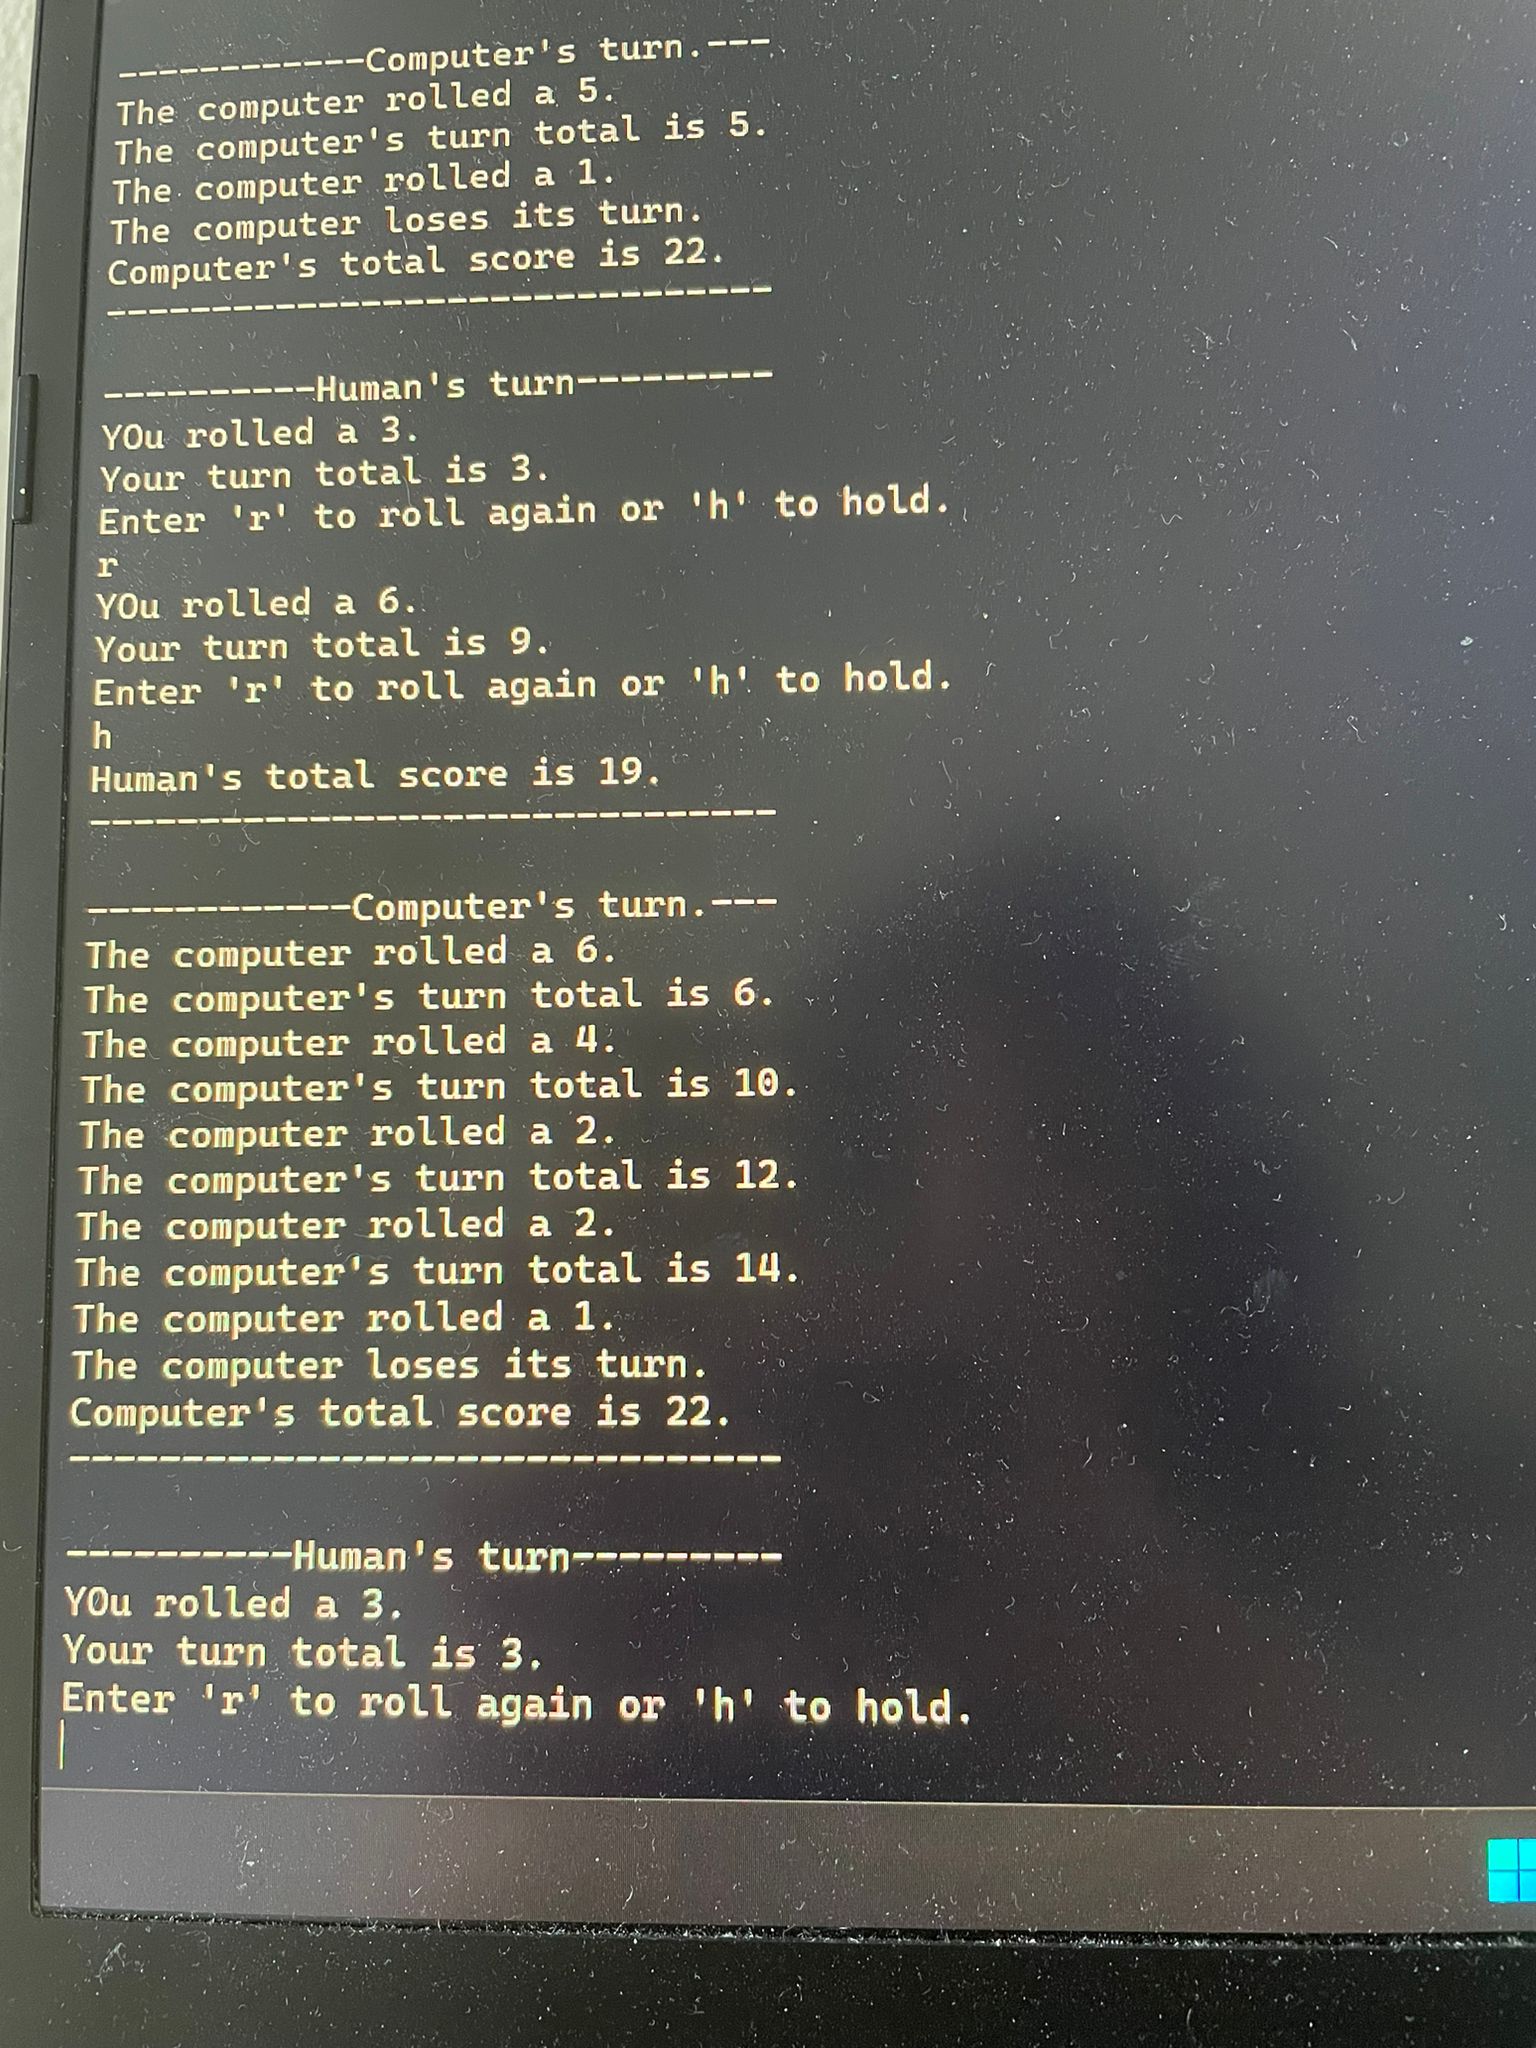 ------------Computer's turn.---
The computer rolled a 5.
The computer's turn total is 5.
The computer rolled a 1.
The computer loses its turn.
Computer's total score is 22.
-------------------------------
----------Human's turn---------
YOu rolled a 3.
Your turn total is 3.
Enter 'r' to roll again or 'h' to hold.
r
YOu rolled a 6.
Your turn total is 9.
Enter 'r' to roll again or 'h' to hold.
h
Human's total score is 19.
-------------------------------
------------Computer's turn.---
The computer rolled a 6.
The computer's turn total is 6.
The computer rolled a 4.
The computer's turn total is 10.
The computer rolled a 2.
The computer's turn total is 12.
The computer rolled a 2.
The computer's turn total is 14.
The computer rolled a 1.
The computer loses its turn.
Computer's total score is 22.
-------------------------------
----------Human's turn---------
YOu rolled a 3.
Your turn total is 3.
Enter 'r' to roll again or 'h' to hold.